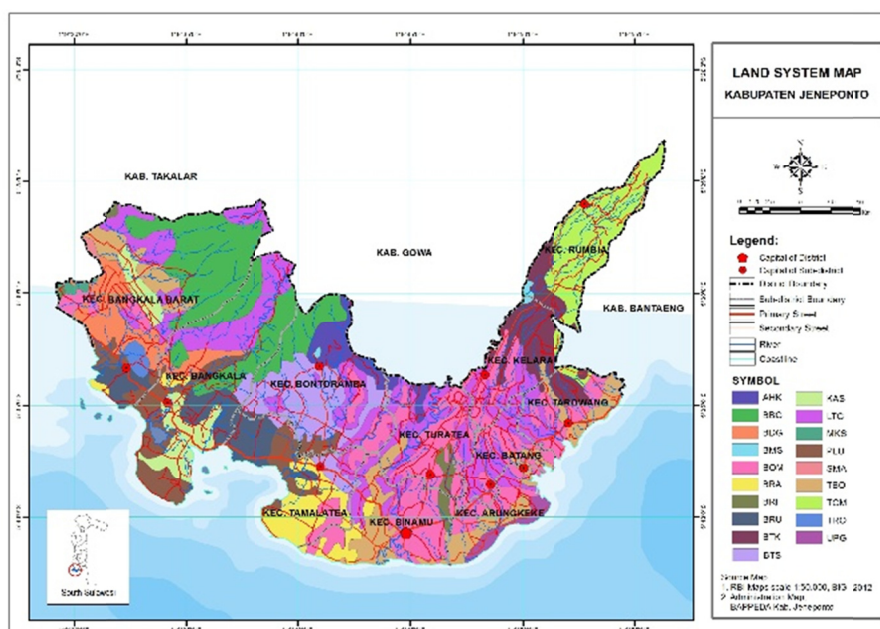 LAND SYSTEM MAP
KABUPATEN JENEPONTO
KAB. TAKALAR
KAB. GOWA
KAB. BANTAENG
KEC. RUMBIA
KEC. BANGKALA BARAT
KEC. KELARA
KEC. BANGKALA
KEC. BONTORAMBA
KEC. TAROWANG
KEC. TURATEA
KEC. BATANG
KEC. TAMALATEA
KEC. BINAMU
KEC. ARUNGKEKE
South Sulawesi
Legend:
Capital of District
Capital of Sub-district
District Boundary
Sub-district Boundary
Primary Street
Secondary Street
River
Coastline
SYMBOL
AHK
BBG
BDG
BMS
BOM
BRA
BRI
BRU
BTK
BTS
KAS
LTG
MKS
PLU
SMA
TBO
TGM
TRO
UPG
Source Map
1. RBI Maps scale 1:50.000, BIG - 2012
2. Administration Map
BAPPEDA Kab. Jeneponto